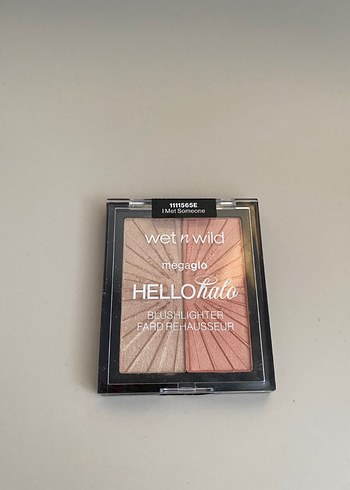 1111565E
I Met Someone
wet n wild
megaglo
HELLO halo
BLUSHLIGHTER
FARD REHAUSSEUR